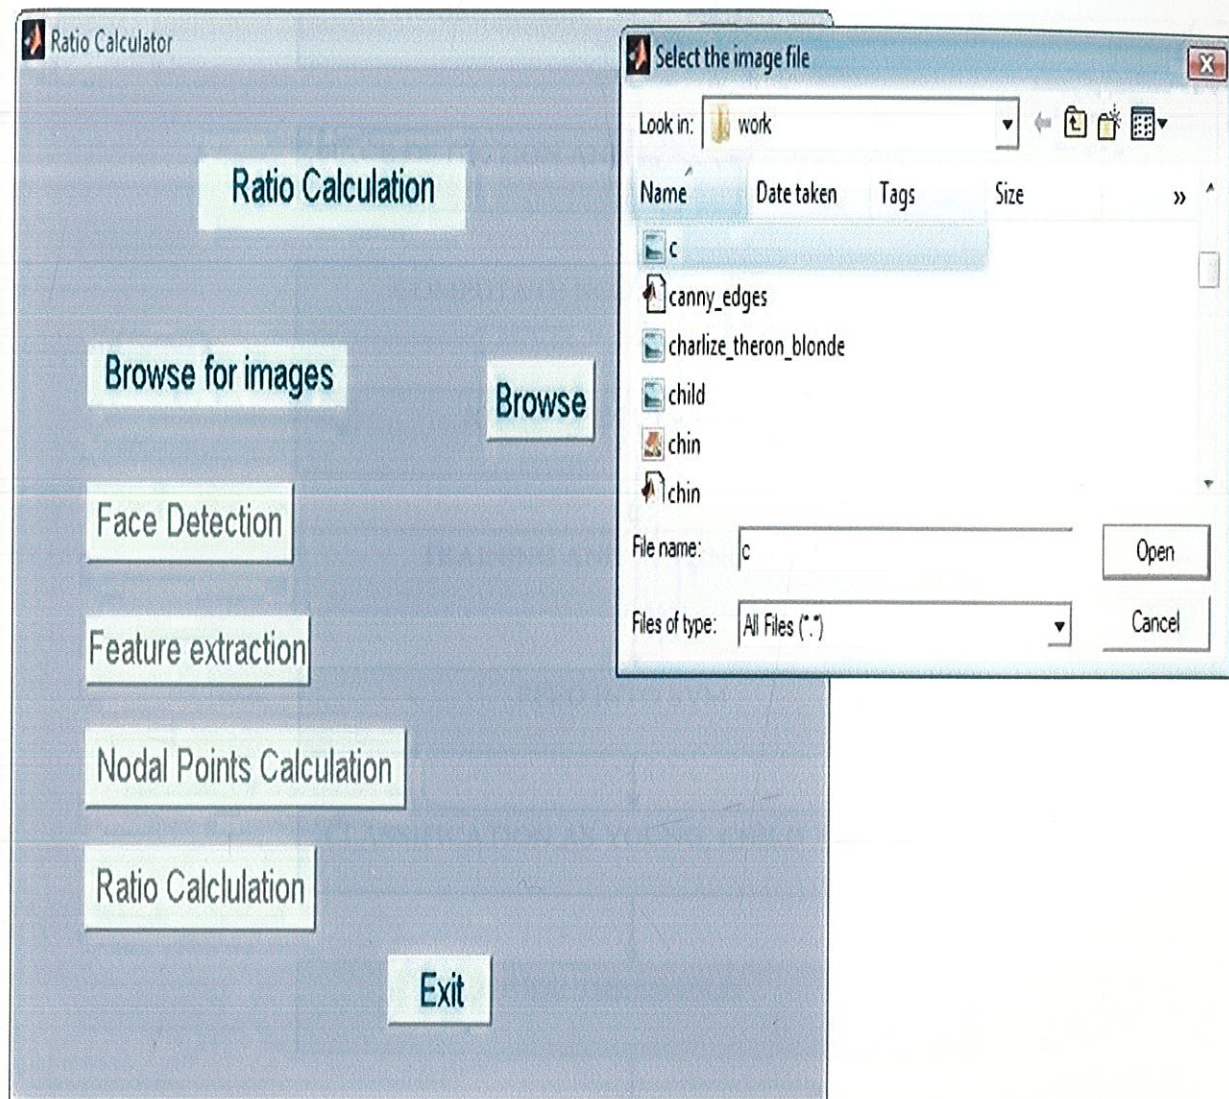 Ratio Calculator
Ratio Calculation
Browse for images
Browse
Face Detection
Feature extraction
Nodal Points Calculation
Ratio Calclulation
Exit
Select the image file
Look in: work
Name Date taken Tags Size »
c
canny_edges
charlize_theron_blonde
child
chin
chin
File name: c Open
Files of type: All Files (*.*) Cancel